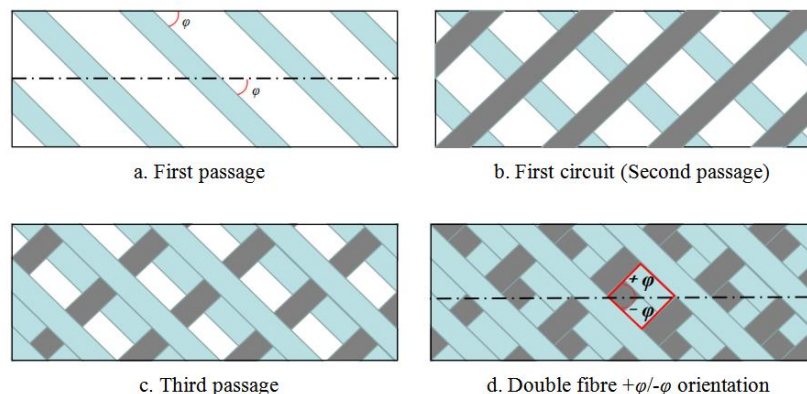 φ
φ
a. First passage
b. First circuit (Second passage)
+ φ
- φ
c. Third passage
d. Double fibre +φ/-φ orientation